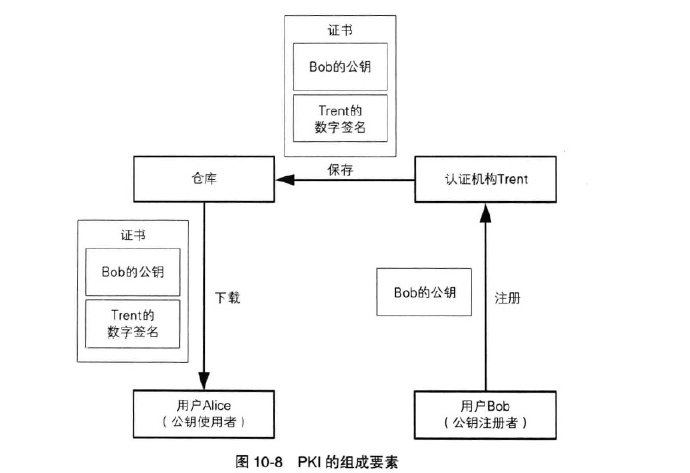 证书
Bob的公钥
Trent的
数字签名
仓库
保存
认证机构Trent
证书
Bob的公钥
Trent的
数字签名
下载
Bob的公钥
注册
用户Alice
（公钥使用者）
用户Bob
（公钥注册者）
图 10-8 PKI 的组成要素